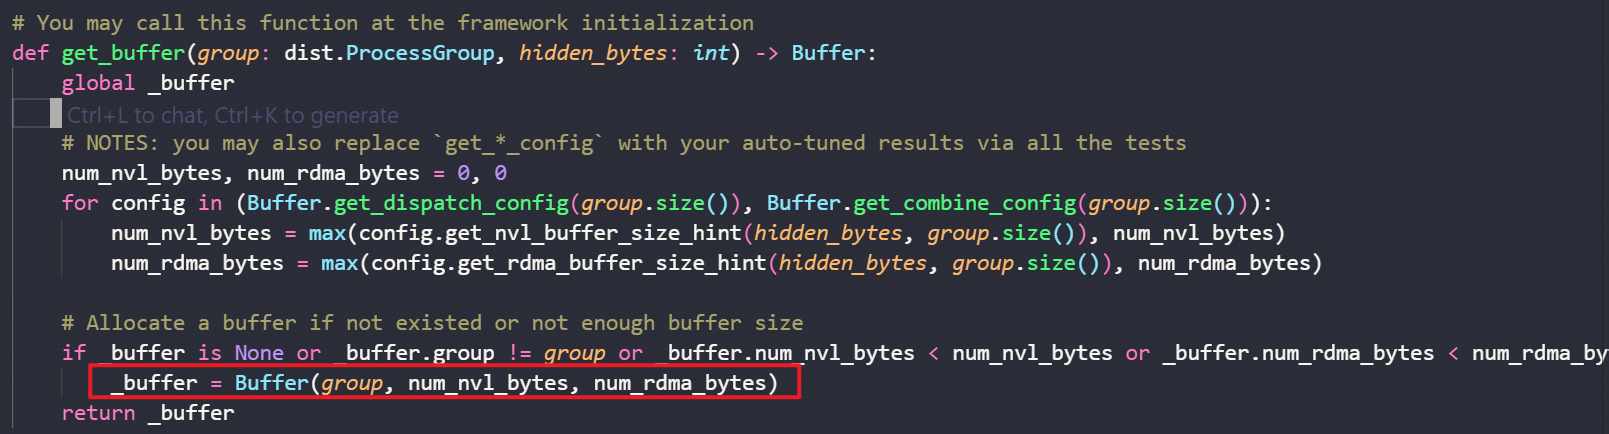 # You may call this function at the framework initialization
def get_buffer(group: dist.ProcessGroup, hidden_bytes: int) -> Buffer:
    global _buffer
    Ctrl+L to chat, Ctrl+K to generate
    # NOTES: you may also replace `get_*_config` with your auto-tuned results via all the tests
    num_nvl_bytes, num_rdma_bytes = 0, 0
    for config in (Buffer.get_dispatch_config(group.size()), Buffer.get_combine_config(group.size())):
        num_nvl_bytes = max(config.get_nvl_buffer_size_hint(hidden_bytes, group.size()), num_nvl_bytes)
        num_rdma_bytes = max(config.get_rdma_buffer_size_hint(hidden_bytes, group.size()), num_rdma_bytes)
    # Allocate a buffer if not existed or not enough buffer size
    if _buffer is None or _buffer.group != group or _buffer.num_nvl_bytes < num_nvl_bytes or _buffer.num_rdma_bytes < num_rdma_by
        _buffer = Buffer(group, num_nvl_bytes, num_rdma_bytes)
    return _buffer